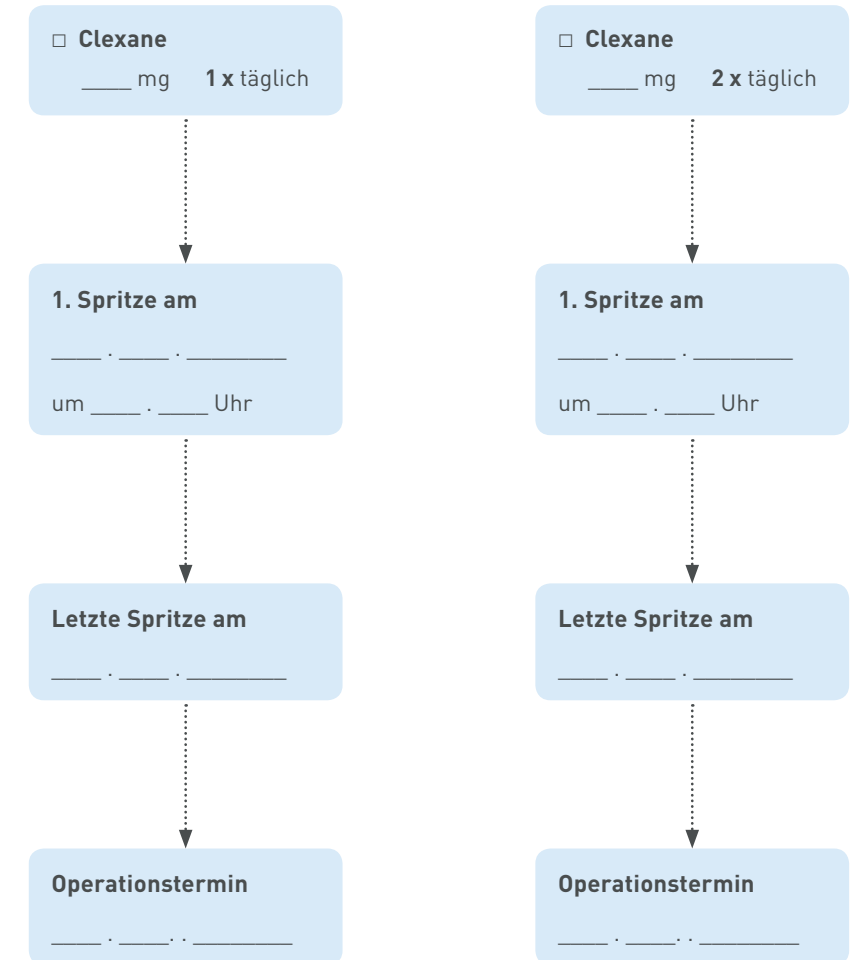 □ Clexane
____ mg 1 x täglich
1. Spritze am
____ . ____ . ________
um ____ . ____ Uhr
Letzte Spritze am
____ . ____ . ________
Operationstermin
____ . ____. . ________
□ Clexane
____ mg 2 x täglich
1. Spritze am
____ . ____ . ________
um ____ . ____ Uhr
Letzte Spritze am
____ . ____ . ________
Operationstermin
____ . ____. . ________